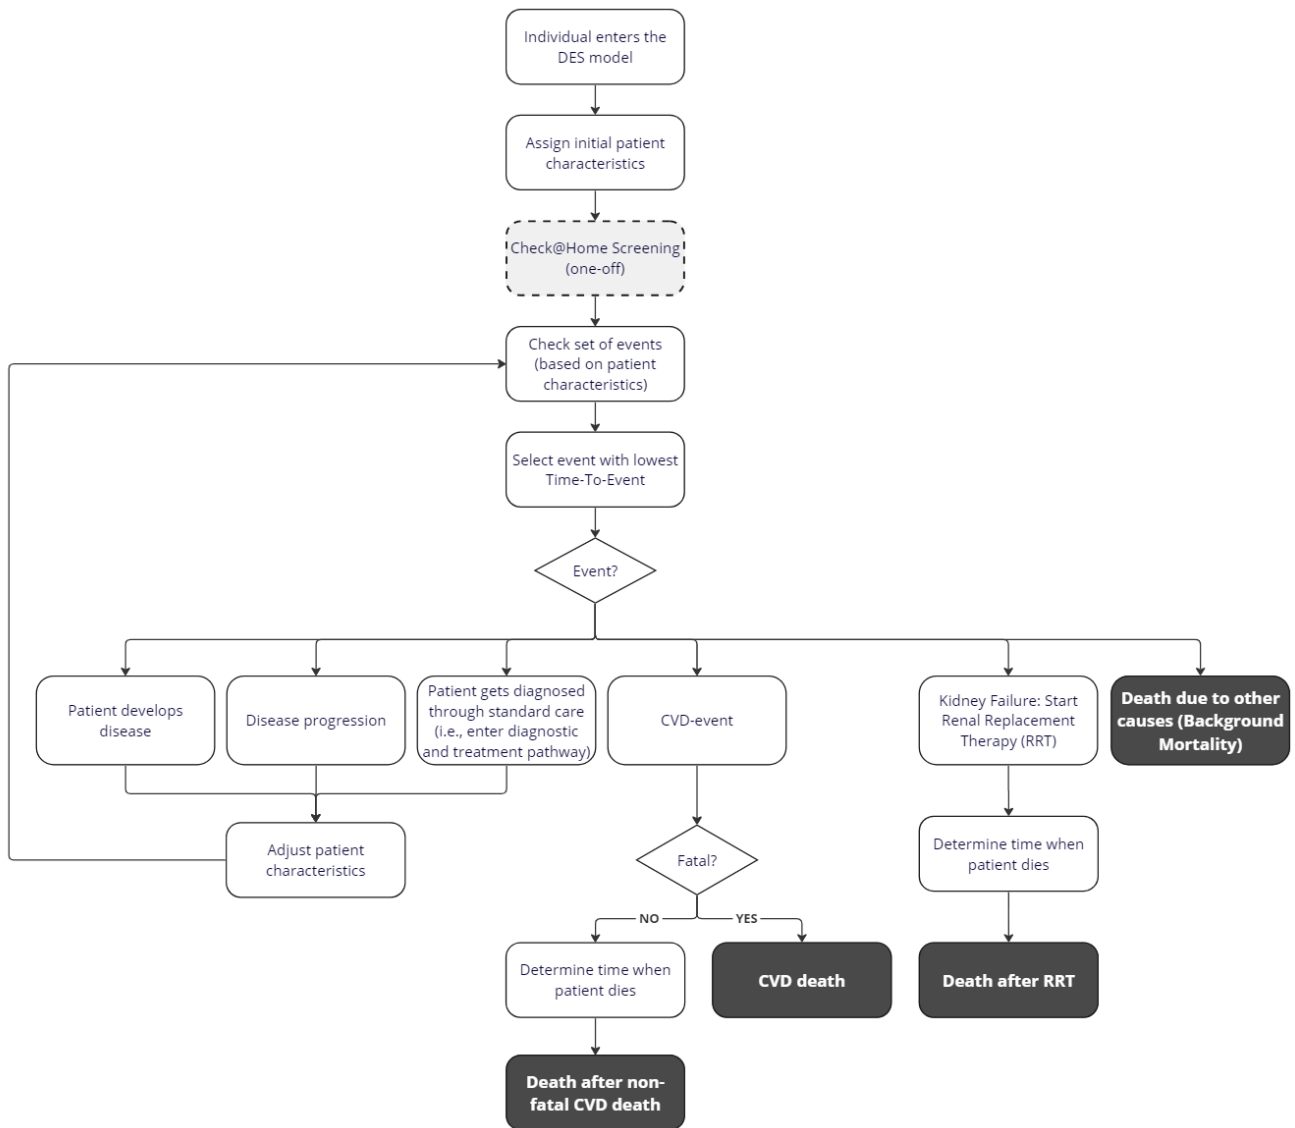 Individual enters the
DES model
Assign initial patient
characteristics
Check@Home Screening
(one-off)
Check set of events
(based on patient
characteristics)
Select event with lowest
Time-To-Event
Event?
Patient develops
disease
Disease progression
Patient gets diagnosed
through standard care
(i.e., enter diagnostic
and treatment pathway)
CVD-event
Kidney Failure: Start
Renal Replacement
Therapy (RRT)
Death due to other
causes (Background
Mortality)
Adjust patient
characteristics
Fatal?
Determine time when
patient dies
NO
YES
Determine time when
patient dies
CVD death
Death after RRT
Death after non-
fatal CVD death